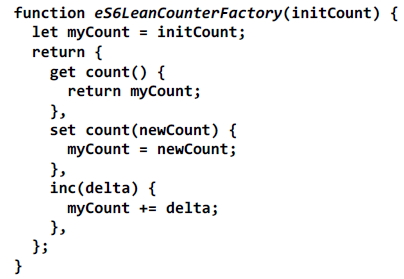 function eS6LeanCounterFactory(initCount) {
  let myCount = initCount;
  return {
    get count() {
      return myCount;
    },
    set count(newCount) {
      myCount = newCount;
    },
    inc(delta) {
      myCount += delta;
    },
  };
}